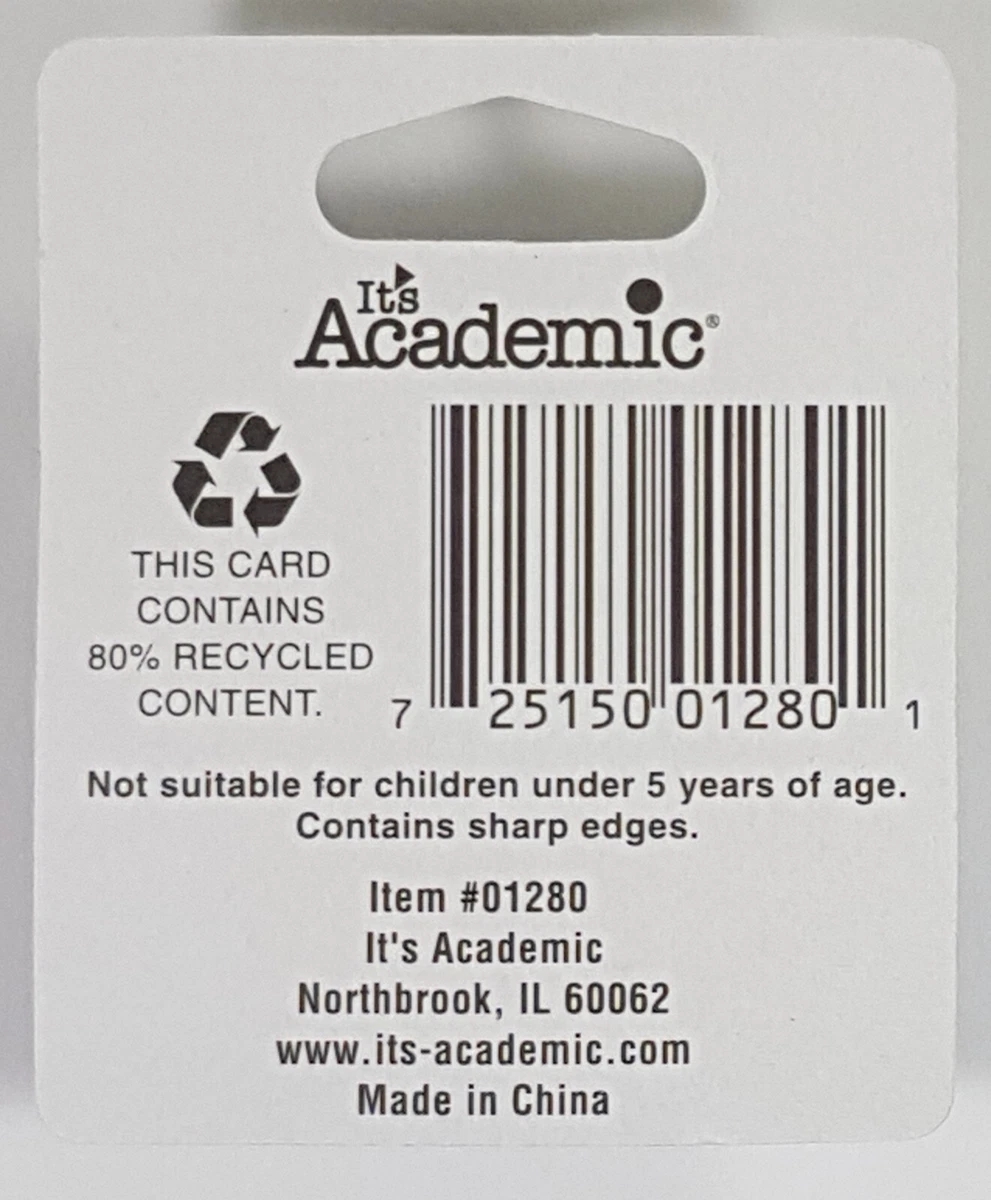 It's
Academic®
THIS CARD
CONTAINS
80% RECYCLED
CONTENT.
7 25150 01280 1
Not suitable for children under 5 years of age.
Contains sharp edges.
Item #01280
It's Academic
Northbrook, IL 60062
www.its-academic.com
Made in China